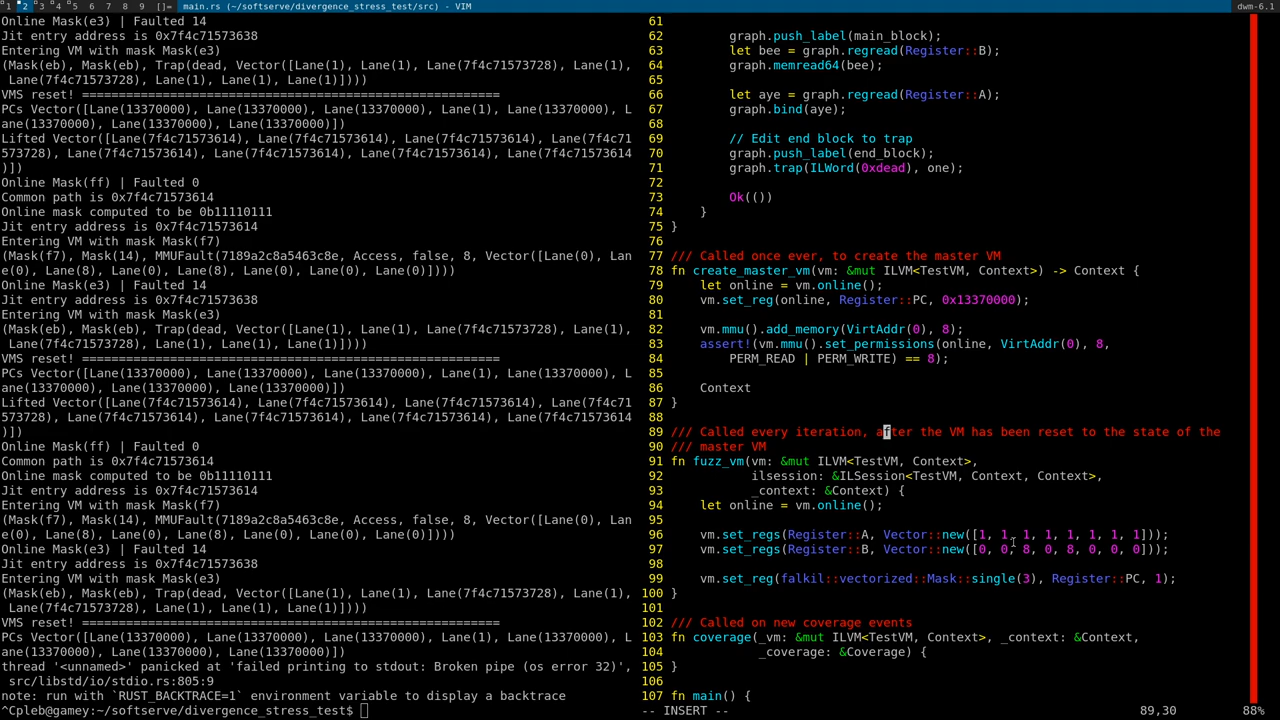 1 2 3 4 5 6 7 8 9 []= main.rs (~/softserve/divergence_stress_test/src) - VIM dwm-6.1
Online Mask(e3) | Faulted 14
Jit entry address is 0x7f4c71573638
Entering VM with mask Mask(e3)
(Mask(eb), Mask(eb), Trap(dead, Vector([Lane(1), Lane(1), Lane(7f4c71573728), Lane(1),
 Lane(7f4c71573728), Lane(1), Lane(1), Lane(1)])))
VMS reset! ==================================================
PCs Vector([Lane(13370000), Lane(13370000), Lane(13370000), Lane(1), Lane(13370000), L
ane(13370000), Lane(13370000), Lane(13370000)])
Lifted Vector([Lane(7f4c71573614), Lane(7f4c71573614), Lane(7f4c71573614), Lane(7f4c71
573728), Lane(7f4c71573614), Lane(7f4c71573614), Lane(7f4c71573614), Lane(7f4c71573614
)])
Online Mask(ff) | Faulted 0
Common path is 0x7f4c71573614
Online mask computed to be 0b11110111
Jit entry address is 0x7f4c71573614
Entering VM with mask Mask(f7)
(Mask(f7), Mask(14), MMUFault(7189a2c8a5463c8e, Access, false, 8, Vector([Lane(0), Lan
e(0), Lane(8), Lane(0), Lane(8), Lane(0), Lane(0), Lane(0)])))
Online Mask(e3) | Faulted 14
Jit entry address is 0x7f4c71573638
Entering VM with mask Mask(e3)
(Mask(eb), Mask(eb), Trap(dead, Vector([Lane(1), Lane(1), Lane(7f4c71573728), Lane(1),
 Lane(7f4c71573728), Lane(1), Lane(1), Lane(1)])))
VMS reset! ==================================================
PCs Vector([Lane(13370000), Lane(13370000), Lane(13370000), Lane(1), Lane(13370000), L
ane(13370000), Lane(13370000), Lane(13370000)])
Lifted Vector([Lane(7f4c71573614), Lane(7f4c71573614), Lane(7f4c71573614), Lane(7f4c71
573728), Lane(7f4c71573614), Lane(7f4c71573614), Lane(7f4c71573614), Lane(7f4c71573614
)])
Online Mask(ff) | Faulted 0
Common path is 0x7f4c71573614
Online mask computed to be 0b11110111
Jit entry address is 0x7f4c71573614
Entering VM with mask Mask(f7)
(Mask(f7), Mask(14), MMUFault(7189a2c8a5463c8e, Access, false, 8, Vector([Lane(0), Lan
e(0), Lane(8), Lane(0), Lane(8), Lane(0), Lane(0), Lane(0)])))
Online Mask(e3) | Faulted 14
Jit entry address is 0x7f4c71573638
Entering VM with mask Mask(e3)
(Mask(eb), Mask(eb), Trap(dead, Vector([Lane(1), Lane(1), Lane(7f4c71573728), Lane(1),
 Lane(7f4c71573728), Lane(1), Lane(1), Lane(1)])))
VMS reset! ==================================================
PCs Vector([Lane(13370000), Lane(13370000), Lane(13370000), Lane(1), Lane(13370000), L
ane(13370000), Lane(13370000), Lane(13370000)])
thread '<unnamed>' panicked at 'failed printing to stdout: Broken pipe (os error 32)',
 src/libstd/io/stdio.rs:805:9
note: run with `RUST_BACKTRACE=1` environment variable to display a backtrace
^Cpleb@gamey:~/softserve/divergence_stress_test$
61
62 graph.push_label(main_block);
63 let bee = graph.regread(Register::B);
64 graph.memread64(bee);
65
66 let aye = graph.regread(Register::A);
67 graph.bind(aye);
68
69 // Edit end block to trap
70 graph.push_label(end_block);
71 graph.trap(ILWord(0xdead), one);
72
73 Ok(())
74 }
75 }
76
77 /// Called once ever, to create the master VM
78 fn create_master_vm(vm: &mut ILVM<TestVM, Context>) -> Context {
79 let online = vm.online();
80 vm.set_reg(online, Register::PC, 0x13370000);
81
82 vm.mmu().add_memory(VirtAddr(0), 8);
83 assert!(vm.mmu().set_permissions(online, VirtAddr(0), 8,
84 PERM_READ | PERM_WRITE) == 8);
85
86 Context
87 }
88
89 /// Called every iteration, after the VM has been reset to the state of the
90 /// master VM
91 fn fuzz_vm(vm: &mut ILVM<TestVM, Context>,
92 ilsession: &ILSession<TestVM, Context, Context>,
93 _context: &Context) {
94 let online = vm.online();
95
96 vm.set_regs(Register::A, Vector::new([1, 1, 1, 1, 1, 1, 1, 1]));
97 vm.set_regs(Register::B, Vector::new([0, 0, 8, 0, 8, 0, 0, 0]));
98
99 vm.set_reg(falkil::vectorized::Mask::single(3), Register::PC, 1);
100 }
101
102 /// Called on new coverage events
103 fn coverage(_vm: &mut ILVM<TestVM, Context>, _context: &Context,
104 _coverage: &Coverage) {
105 }
106
107 fn main() {
-- INSERT -- 89,30 88%